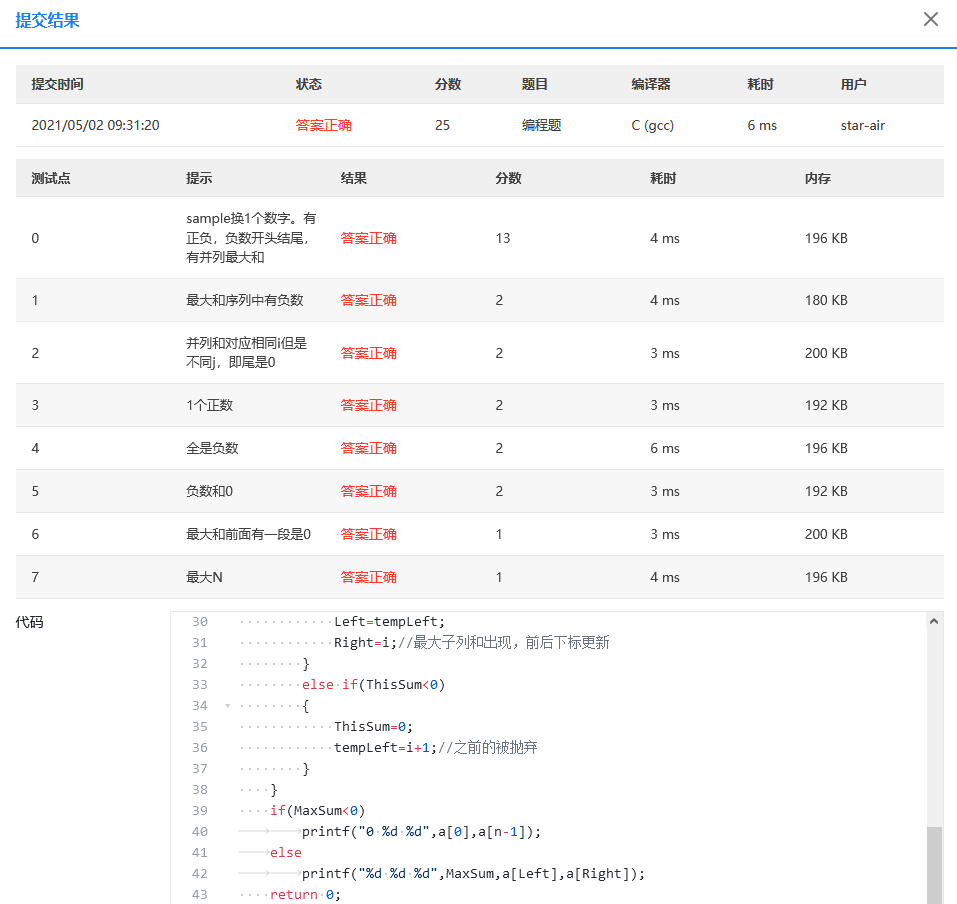 提交结果
提交时间 状态 分数 题目 编译器 耗时 用户
2021/05/02 09:31:20 答案正确 25 编程题 C (gcc) 6 ms star-air
测试点 提示 结果 分数 耗时 内存
0 sample换1个数字。有正负，负数开头结尾，有并列最大和 答案正确 13 4 ms 196 KB
1 最大和序列中有负数 答案正确 2 4 ms 180 KB
2 并列和对应相同i但是不同j，即尾是0 答案正确 2 3 ms 200 KB
3 1个正数 答案正确 2 3 ms 192 KB
4 全是负数 答案正确 2 6 ms 196 KB
5 负数和0 答案正确 2 3 ms 192 KB
6 最大和前面有一段是0 答案正确 1 3 ms 200 KB
7 最大N 答案正确 1 4 ms 196 KB
代码
30 Left=tempLeft;
31 Right=i;//最大子列和出现，前后下标更新
32 }
33 else if(ThisSum<0)
34 {
35 ThisSum=0;
36 tempLeft=i+1;//之前的被抛弃
37 }
38 }
39 if(MaxSum<0)
40 printf("0 %d %d",a[0],a[n-1]);
41 else
42 printf("%d %d %d",MaxSum,a[Left],a[Right]);
43 return 0;